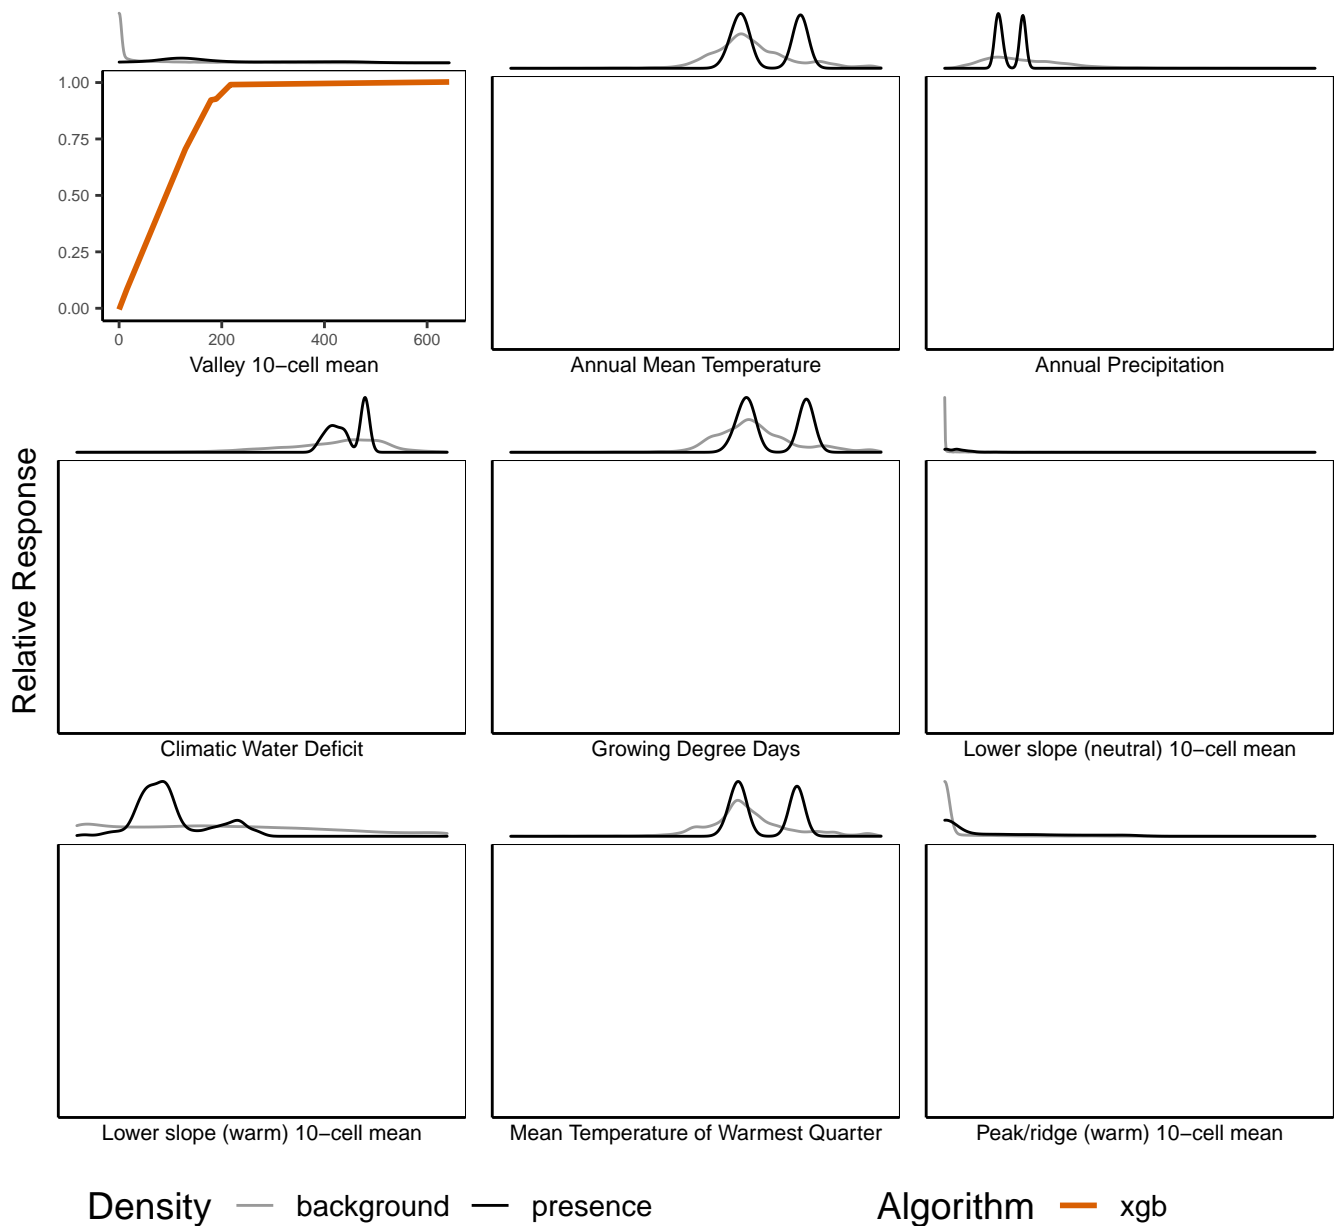 1.00
0.75
0.50
0.25
0.00
0 200 400 600
Valley 10−cell mean
Annual Mean Temperature
Annual Precipitation
Relative Response
Climatic Water Deficit
Growing Degree Days
Lower slope (neutral) 10−cell mean
Lower slope (warm) 10−cell mean
Mean Temperature of Warmest Quarter
Peak/ridge (warm) 10−cell mean
Density background presence
Algorithm xgb